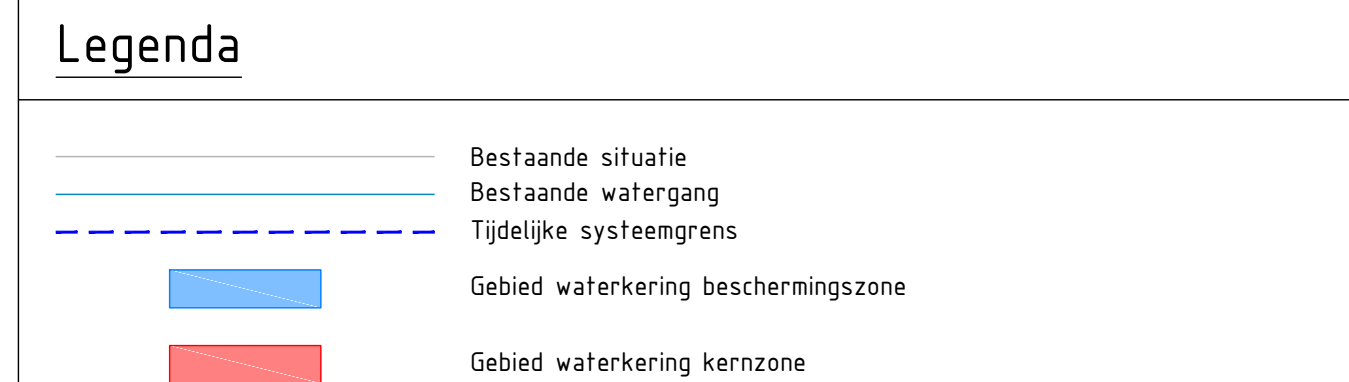 Legenda
Bestaande situatie
Bestaande watergang
Tijdelijke systeemgrens
Gebied waterkering beschermingszone
Gebied waterkering kernzone